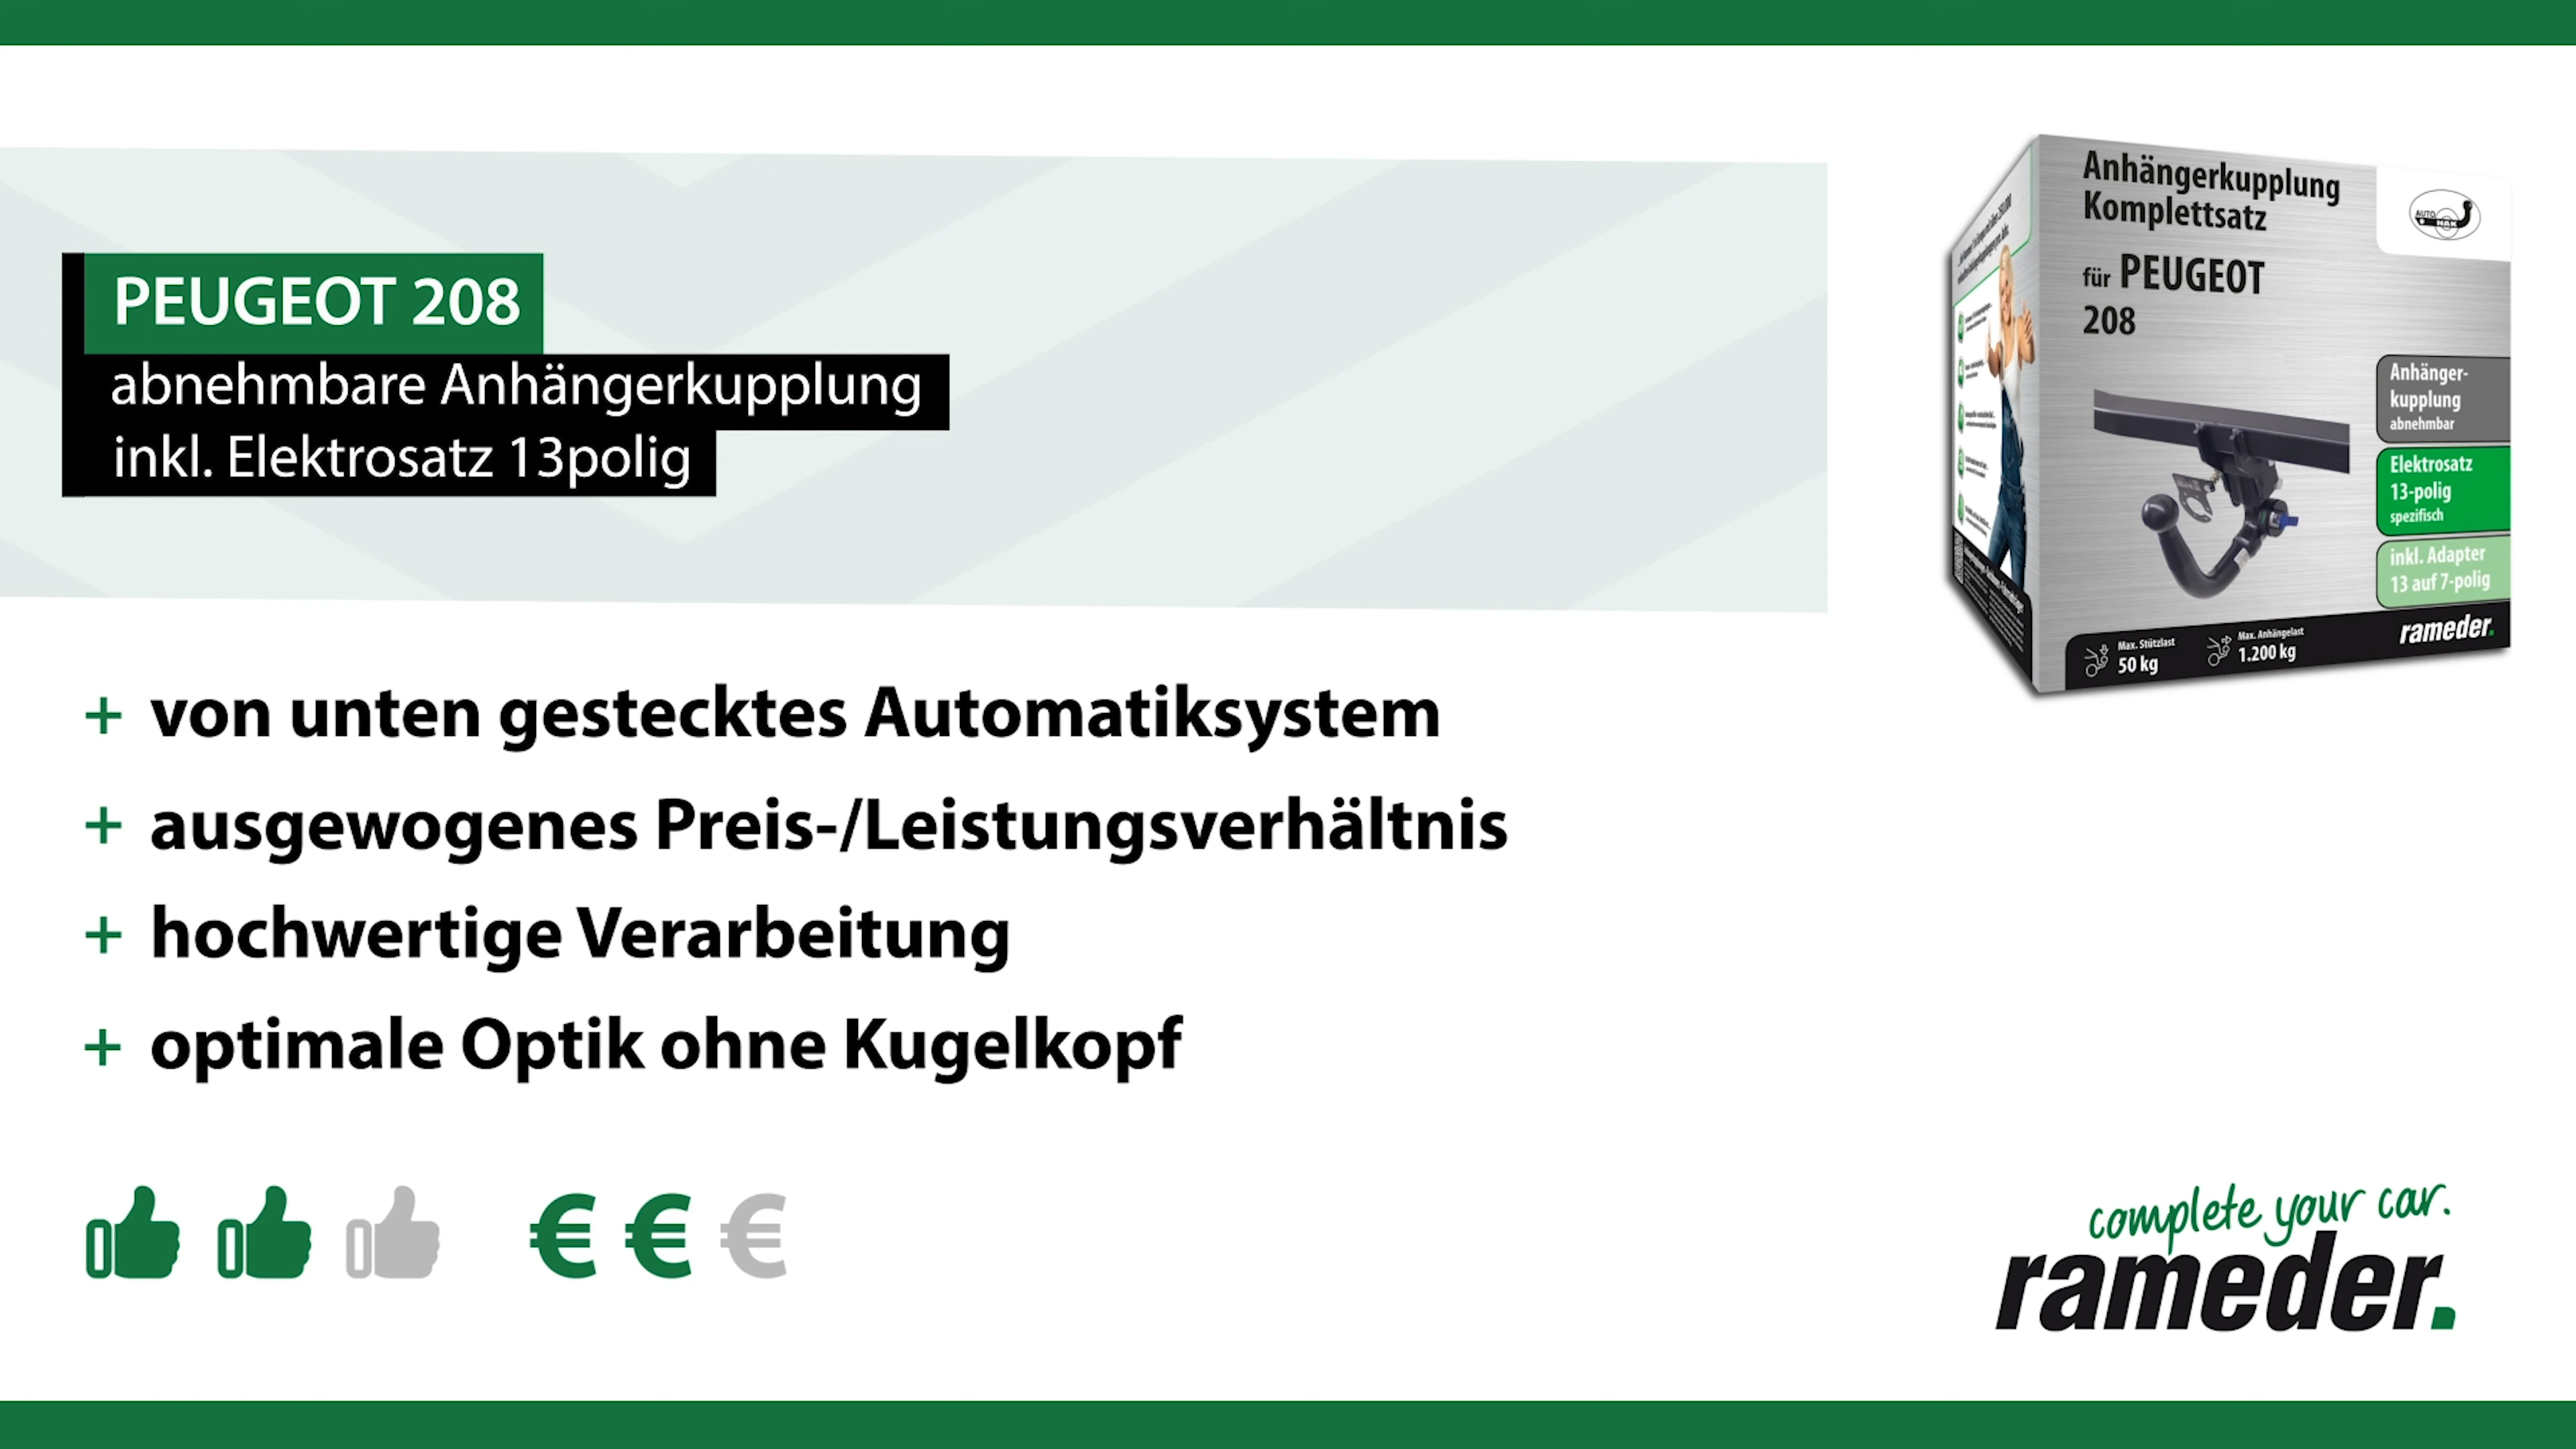 PEUGEOT 208
abnehmbare Anhängerkupplung
inkl. Elektrosatz 13polig
Anhängerkupplung
Komplettsatz
für PEUGEOT
208
AUTO
HAK
Anhänger-
kupplung
abnehmbar
Elektrosatz
13-polig
spezifisch
inkl. Adapter
13 auf 7-polig
Max. Stützlast
50 kg
Max. Anhängelast
1.200 kg
rameder.
+ von unten gestecktes Automatiksystem
+ ausgewogenes Preis-/Leistungsverhältnis
+ hochwertige Verarbeitung
+ optimale Optik ohne Kugelkopf
€ € €
complete your car.
rameder.